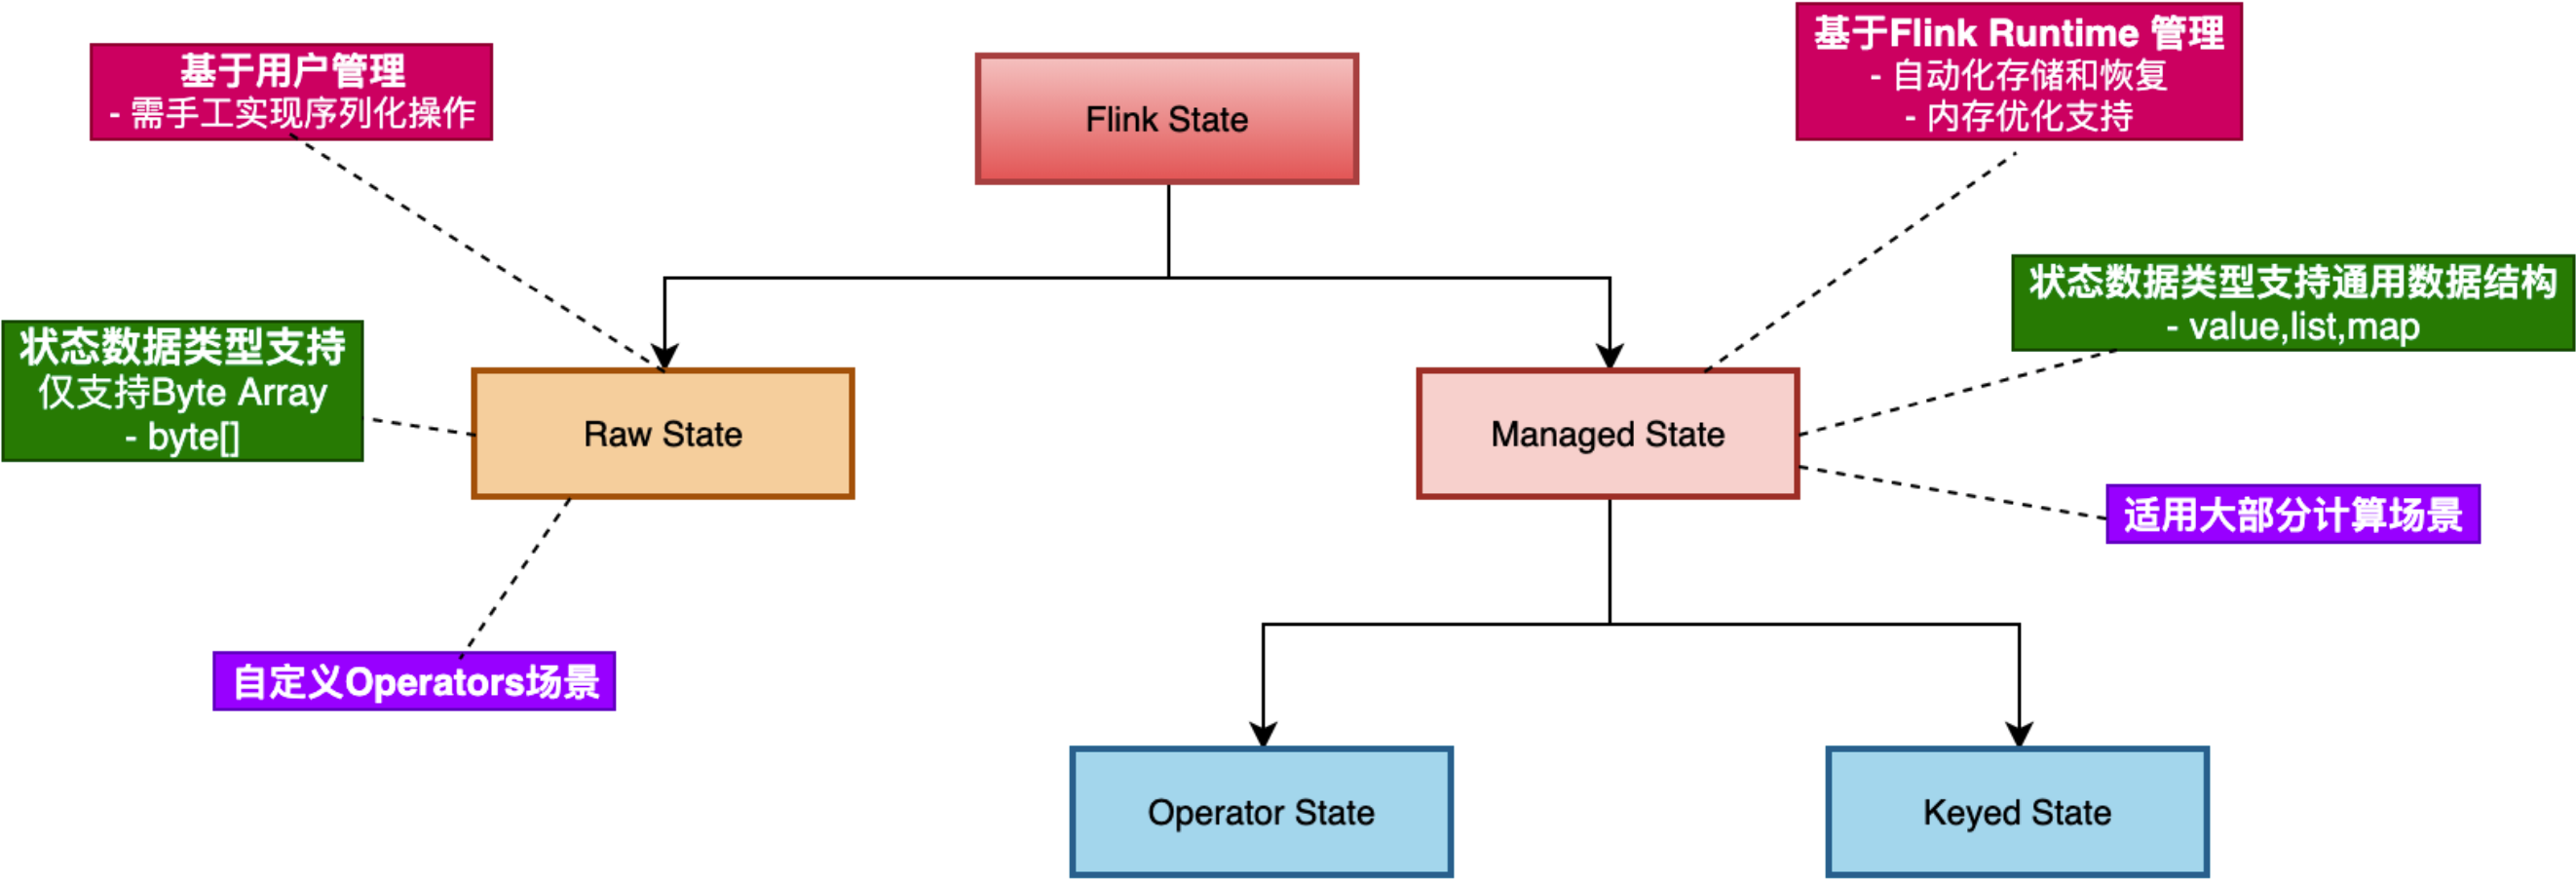 基于用户管理
- 需手工实现序列化操作
Flink State
基于Flink Runtime 管理
- 自动化存储和恢复
- 内存优化支持
状态数据类型支持
仅支持Byte Array
- byte[]
Raw State
Managed State
状态数据类型支持通用数据结构
- value,list,map
适用大部分计算场景
自定义Operators场景
Operator State
Keyed State